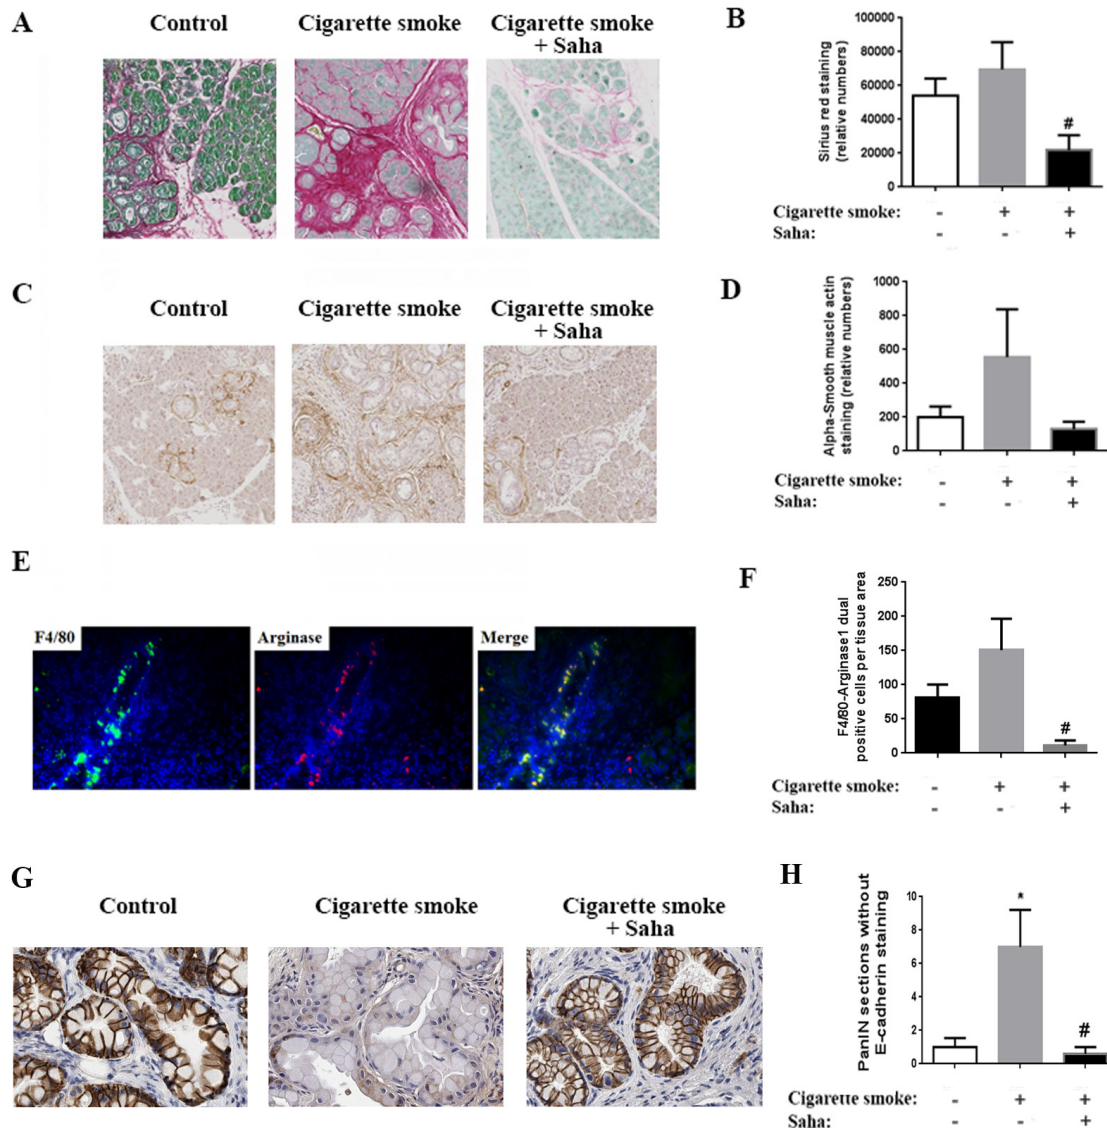 A
Control
Cigarette smoke
Cigarette smoke
+ Saha
B
Sirius red staining
(relative numbers)
100000
80000
60000
40000
20000
0
#
Cigarette smoke: - + +
Saha: - - +
C
Control
Cigarette smoke
Cigarette smoke
+ Saha
D
Alpha-Smooth muscle actin
staining (relative numbers)
1000
800
600
400
200
0
Cigarette smoke: - + +
Saha: - - +
E
F4/80
Arginase
Merge
F
F4/80-Arginase1 dual
positive cells per tissue area
250
200
150
100
50
0
#
Cigarette smoke: - + +
Saha: - - +
G
Control
Cigarette smoke
Cigarette smoke
+ Saha
H
PanIN sections without
E-cadherin staining
10
8
6
4
2
0
*
#
Cigarette smoke: - + +
Saha: - - +